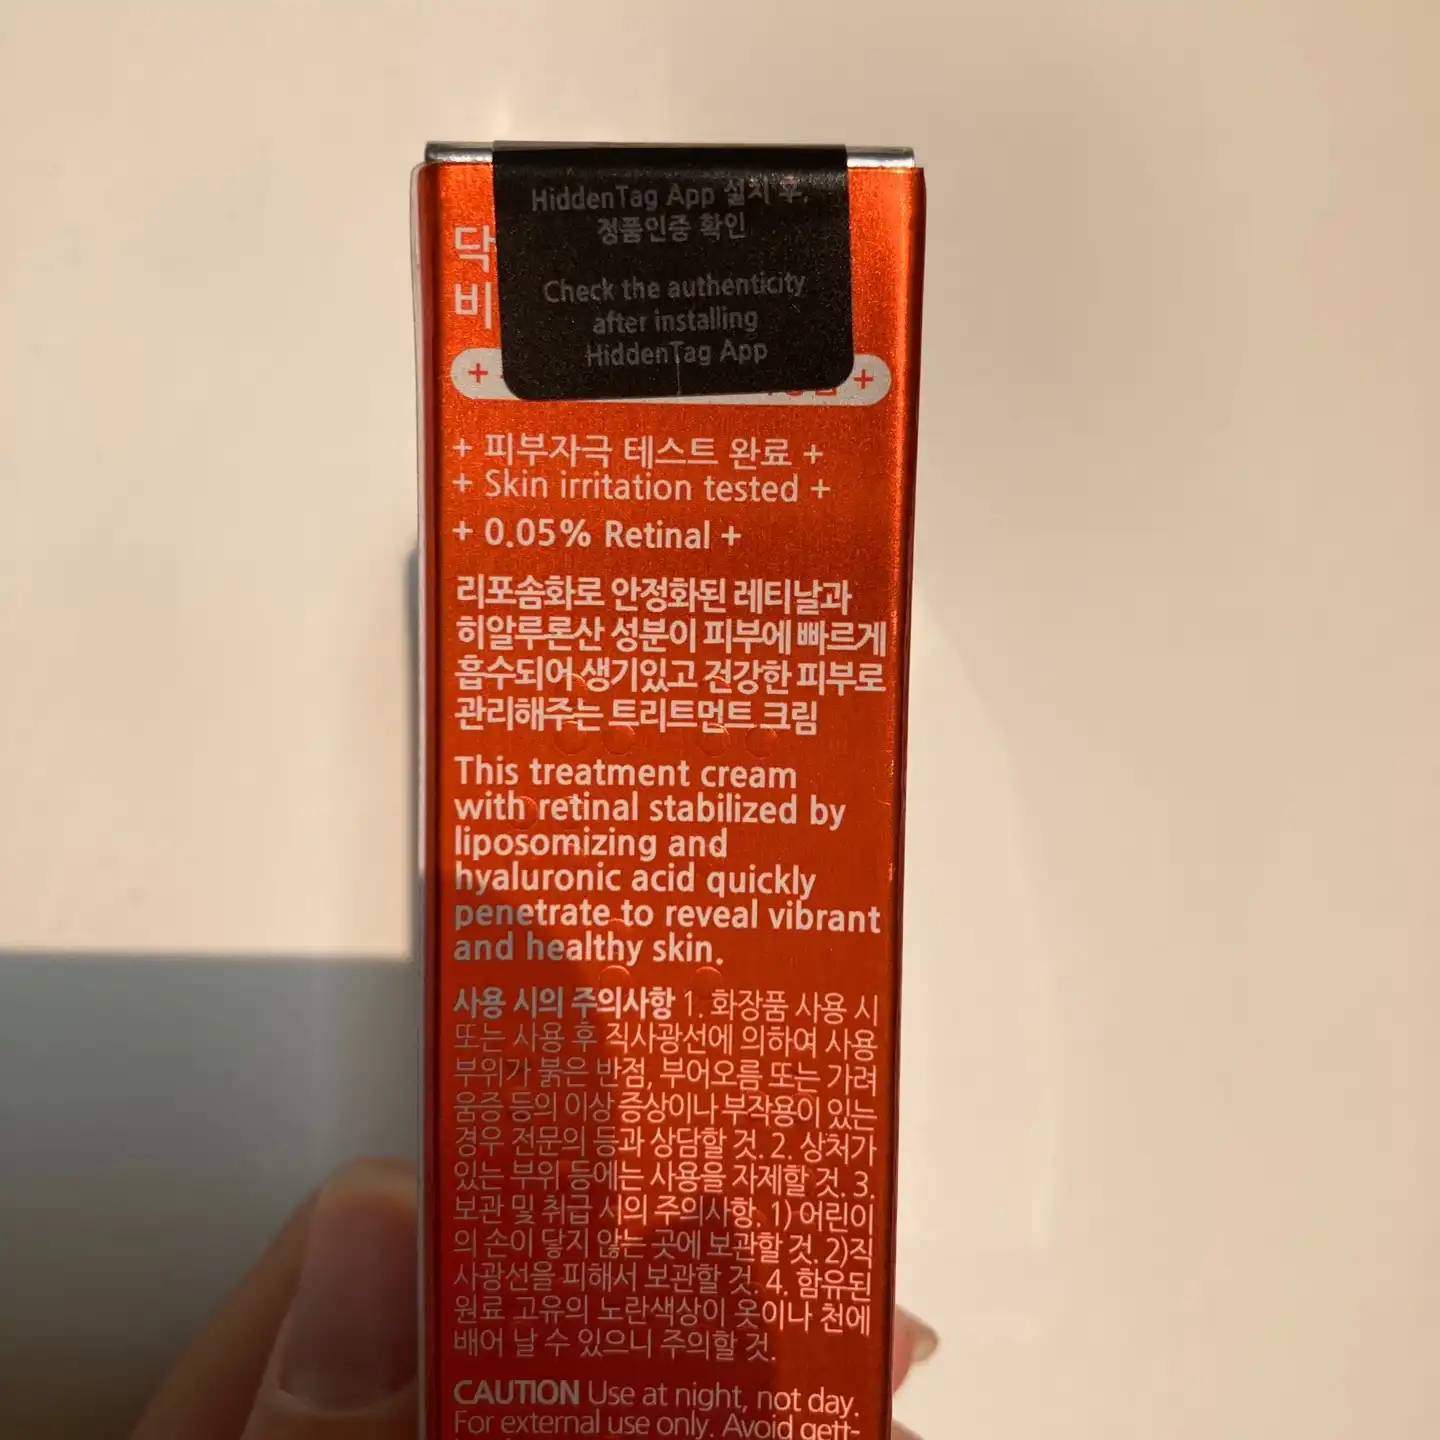 HiddenTag App 설치 후,
정품인증 확인
Check the authenticity
after installing
HiddenTag App
닥
비
+ +
+ 피부자극 테스트 완료 +
+ Skin irritation tested +
+ 0.05% Retinal +
리포솜화로 안정화된 레티날과
히알루론산 성분이 피부에 빠르게
흡수되어 생기있고 건강한 피부로
관리해주는 트리트먼트 크림
This treatment cream
with retinal stabilized by
liposomizing and
hyaluronic acid quickly
penetrate to reveal vibrant
and healthy skin.
사용 시의 주의사항 1. 화장품 사용 시
또는 사용 후 직사광선에 의하여 사용
부위가 붉은 반점, 부어오름 또는 가려
움증 등의 이상 증상이나 부작용이 있는
경우 전문의 등과 상담할 것. 2. 상처가
있는 부위 등에는 사용을 자제할 것. 3.
보관 및 취급 시의 주의사항. 1) 어린이
의 손이 닿지 않는 곳에 보관할 것. 2)직
사광선을 피해서 보관할 것. 4. 함유된
원료 고유의 노란색상이 옷이나 천에
배어 날 수 있으니 주의할 것.
CAUTION Use at night, not day.
For external use only. Avoid gett-